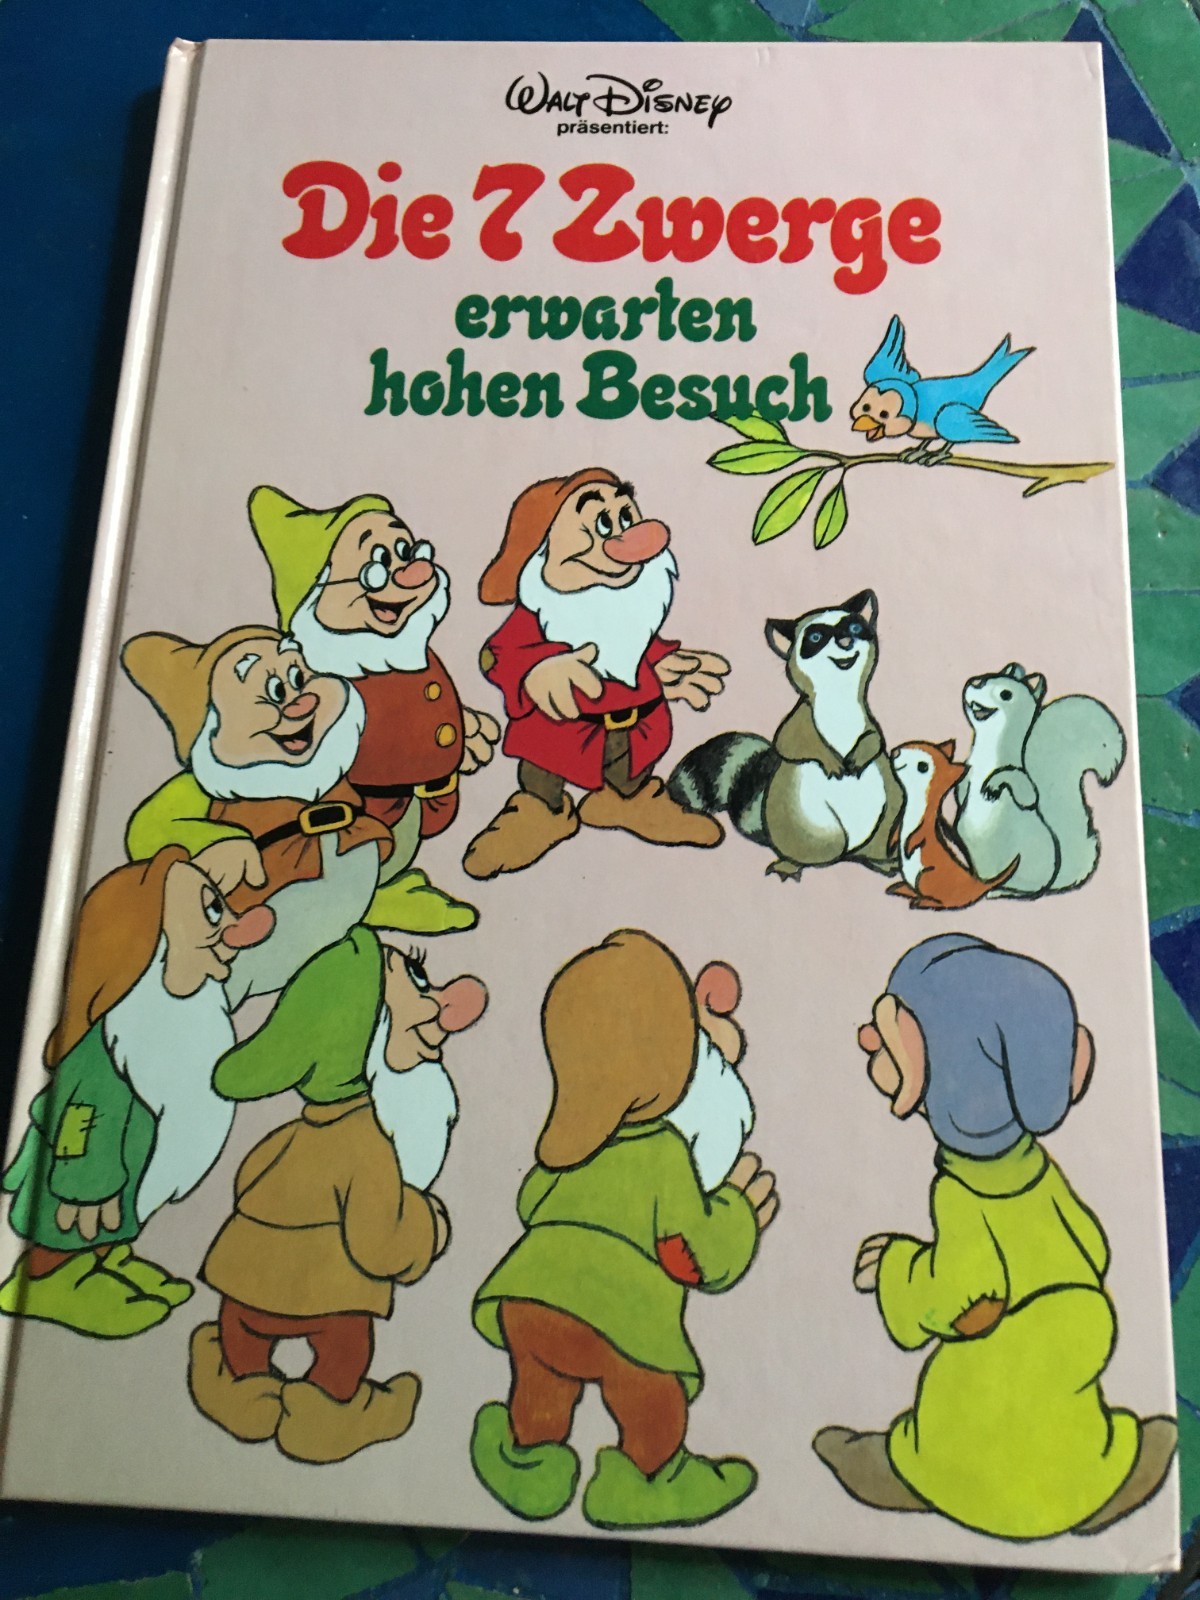 WALT DISNEY
präsentiert:
Die 7 Zwerge
erwarten
hohen Besuch